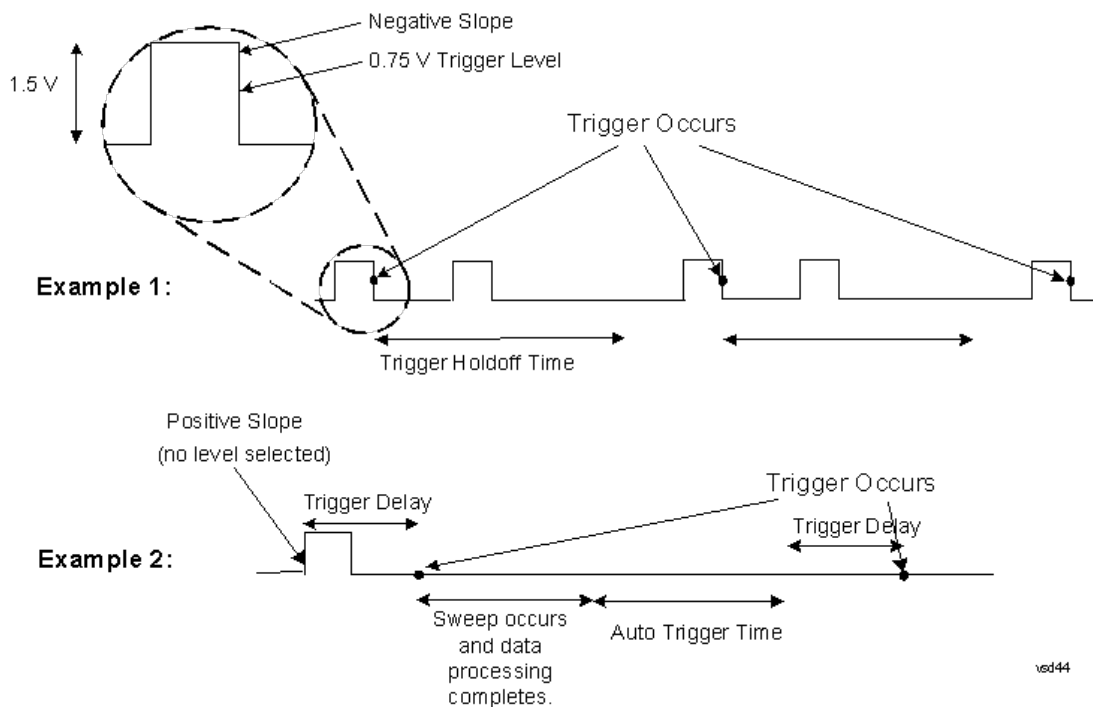 Negative Slope
0.75 V Trigger Level
1.5 V
Trigger Occurs
Example 1:
Trigger Holdoff Time
Positive Slope
(no level selected)
Trigger Delay
Trigger Occurs
Trigger Delay
Example 2:
Sweep occurs
and data
processing
completes.
Auto Trigger Time
vsd44